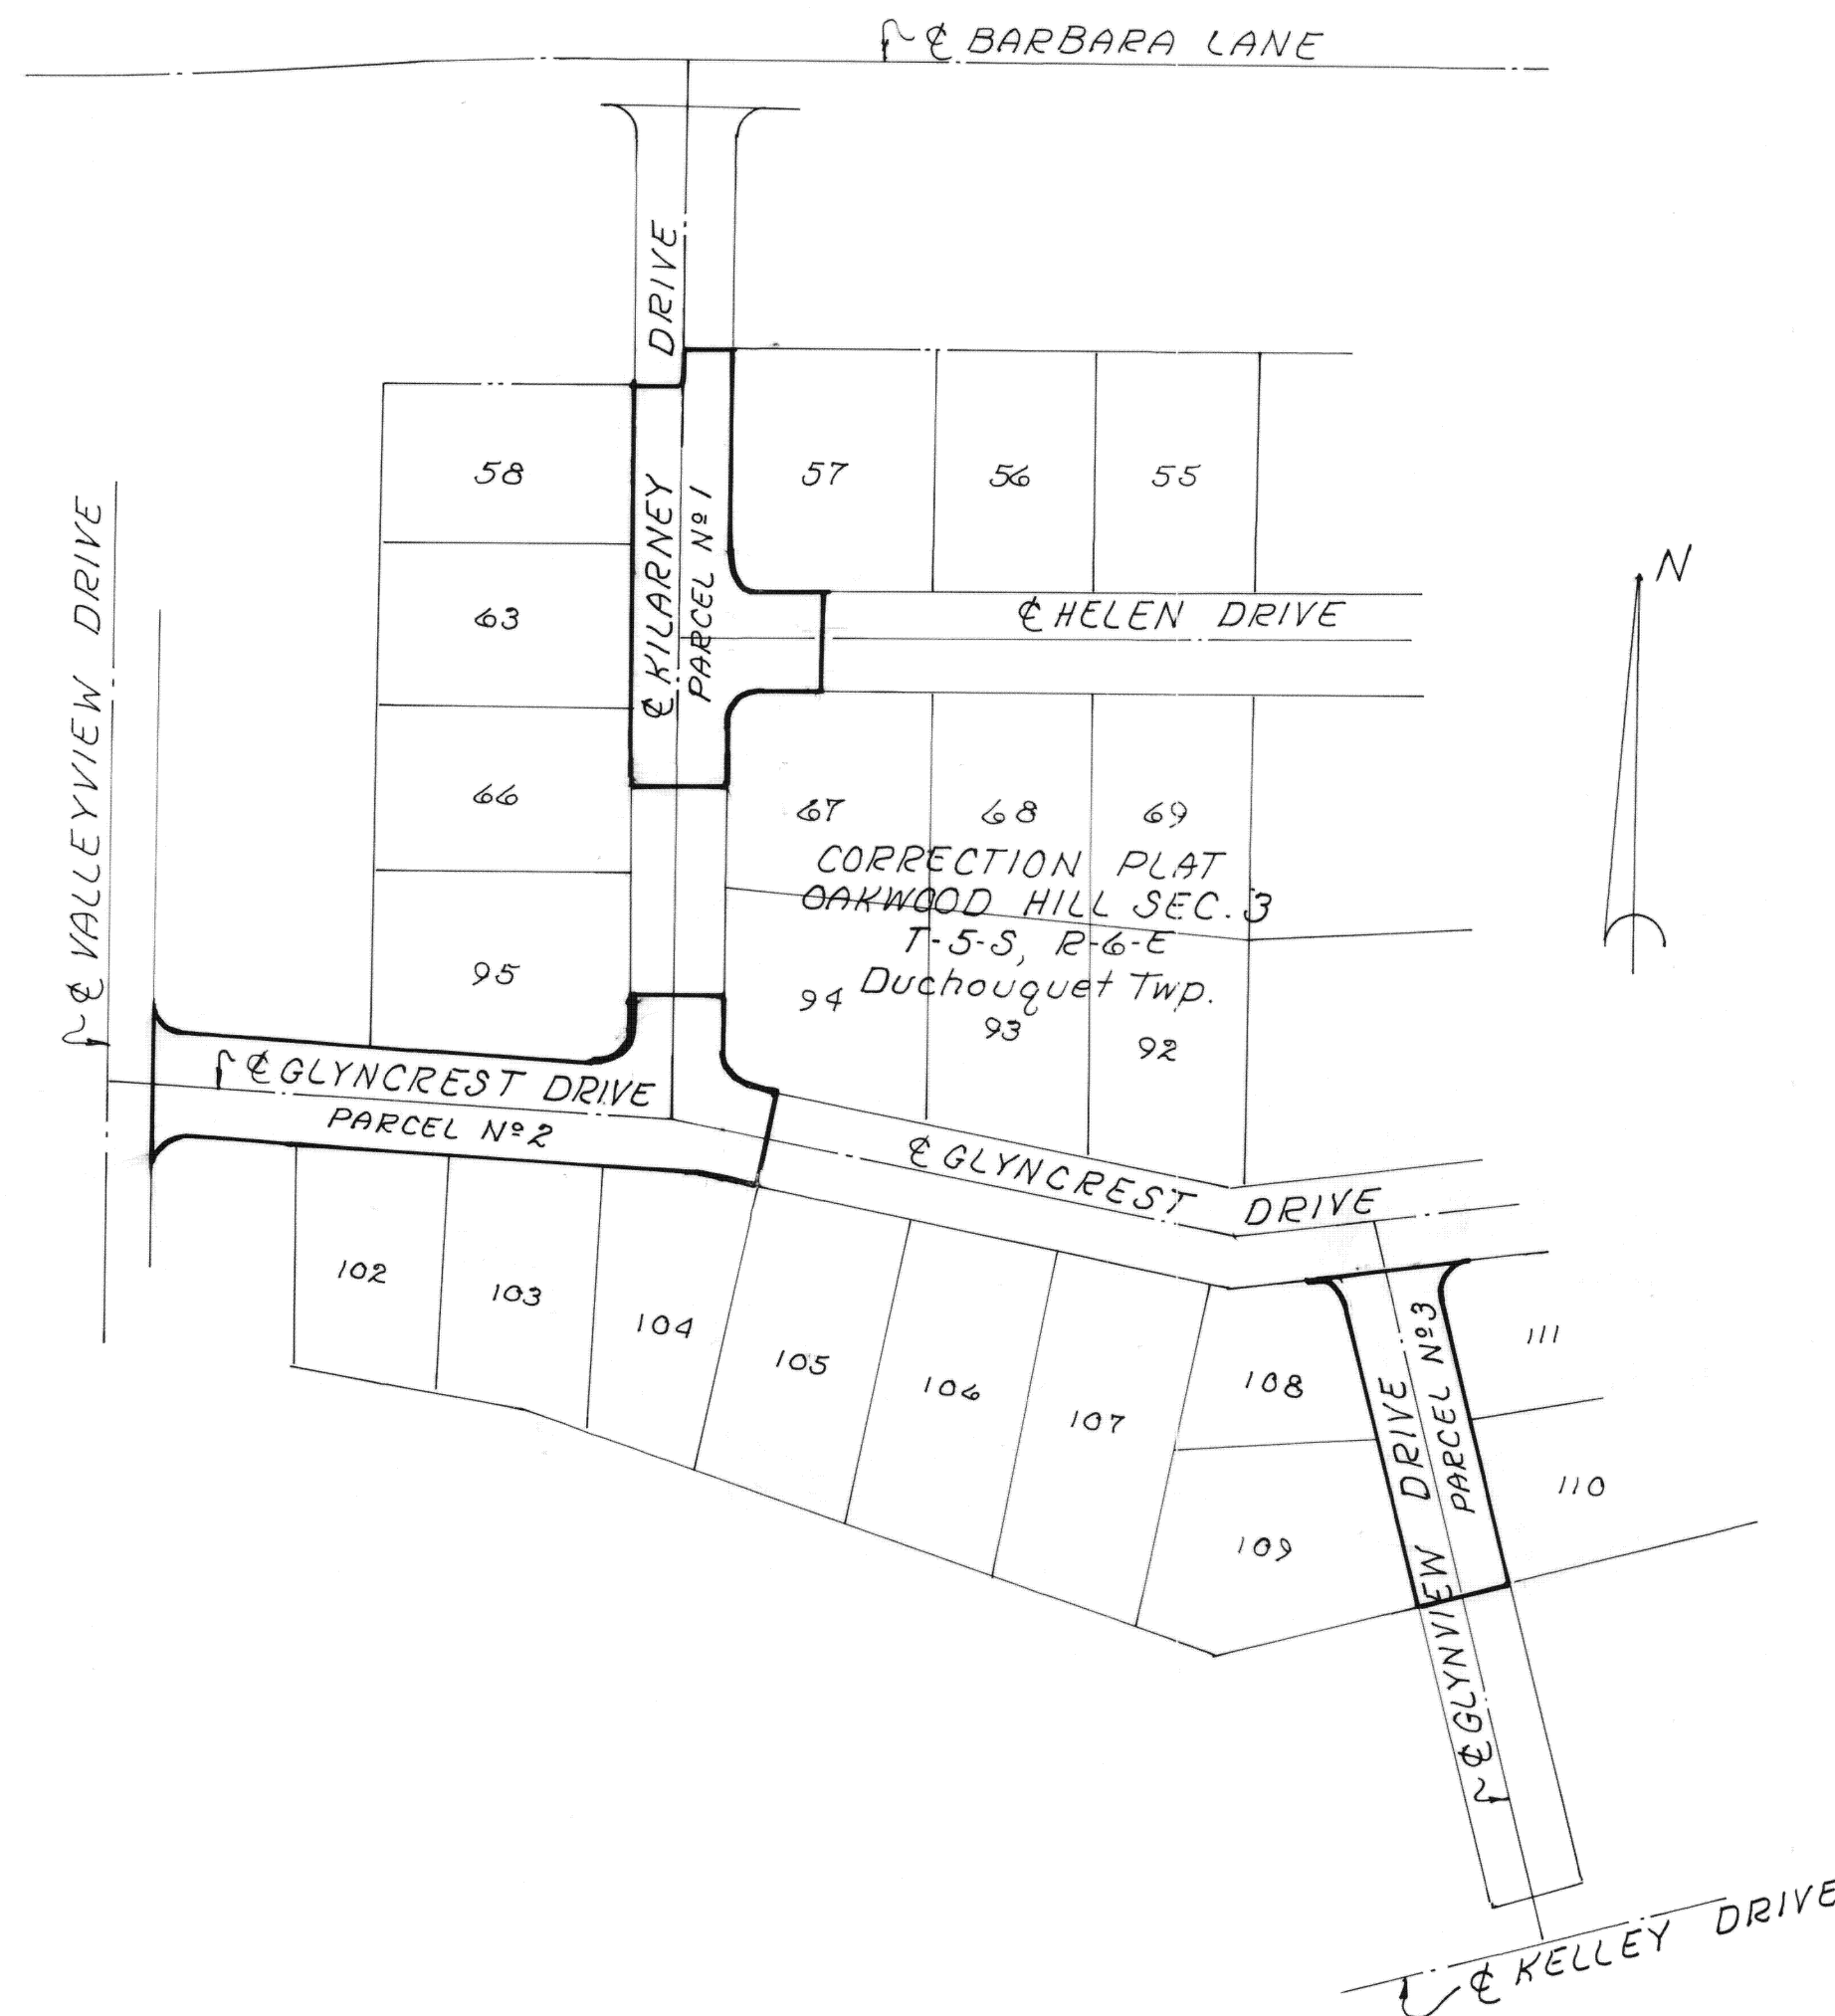 ℄ BARBARA LANE
DRIVE
58
57
56
55
℄ KILARNEY
PARCEL Nº 1
N
℄ VALLEYVIEW DRIVE
63
℄ HELEN DRIVE
66
67
68
69
CORRECTION PLAT
OAKWOOD HILL SEC. 3
T-5-S, R-6-E
Duchouquet Twp.
95
94
93
92
℄ GLYNCREST DRIVE
PARCEL Nº 2
℄ GLYNCREST DRIVE
102
103
104
105
106
107
108
111
109
110
℄ GLYNVIEW DRIVE
PARCEL Nº 3
℄ KELLEY DRIVE